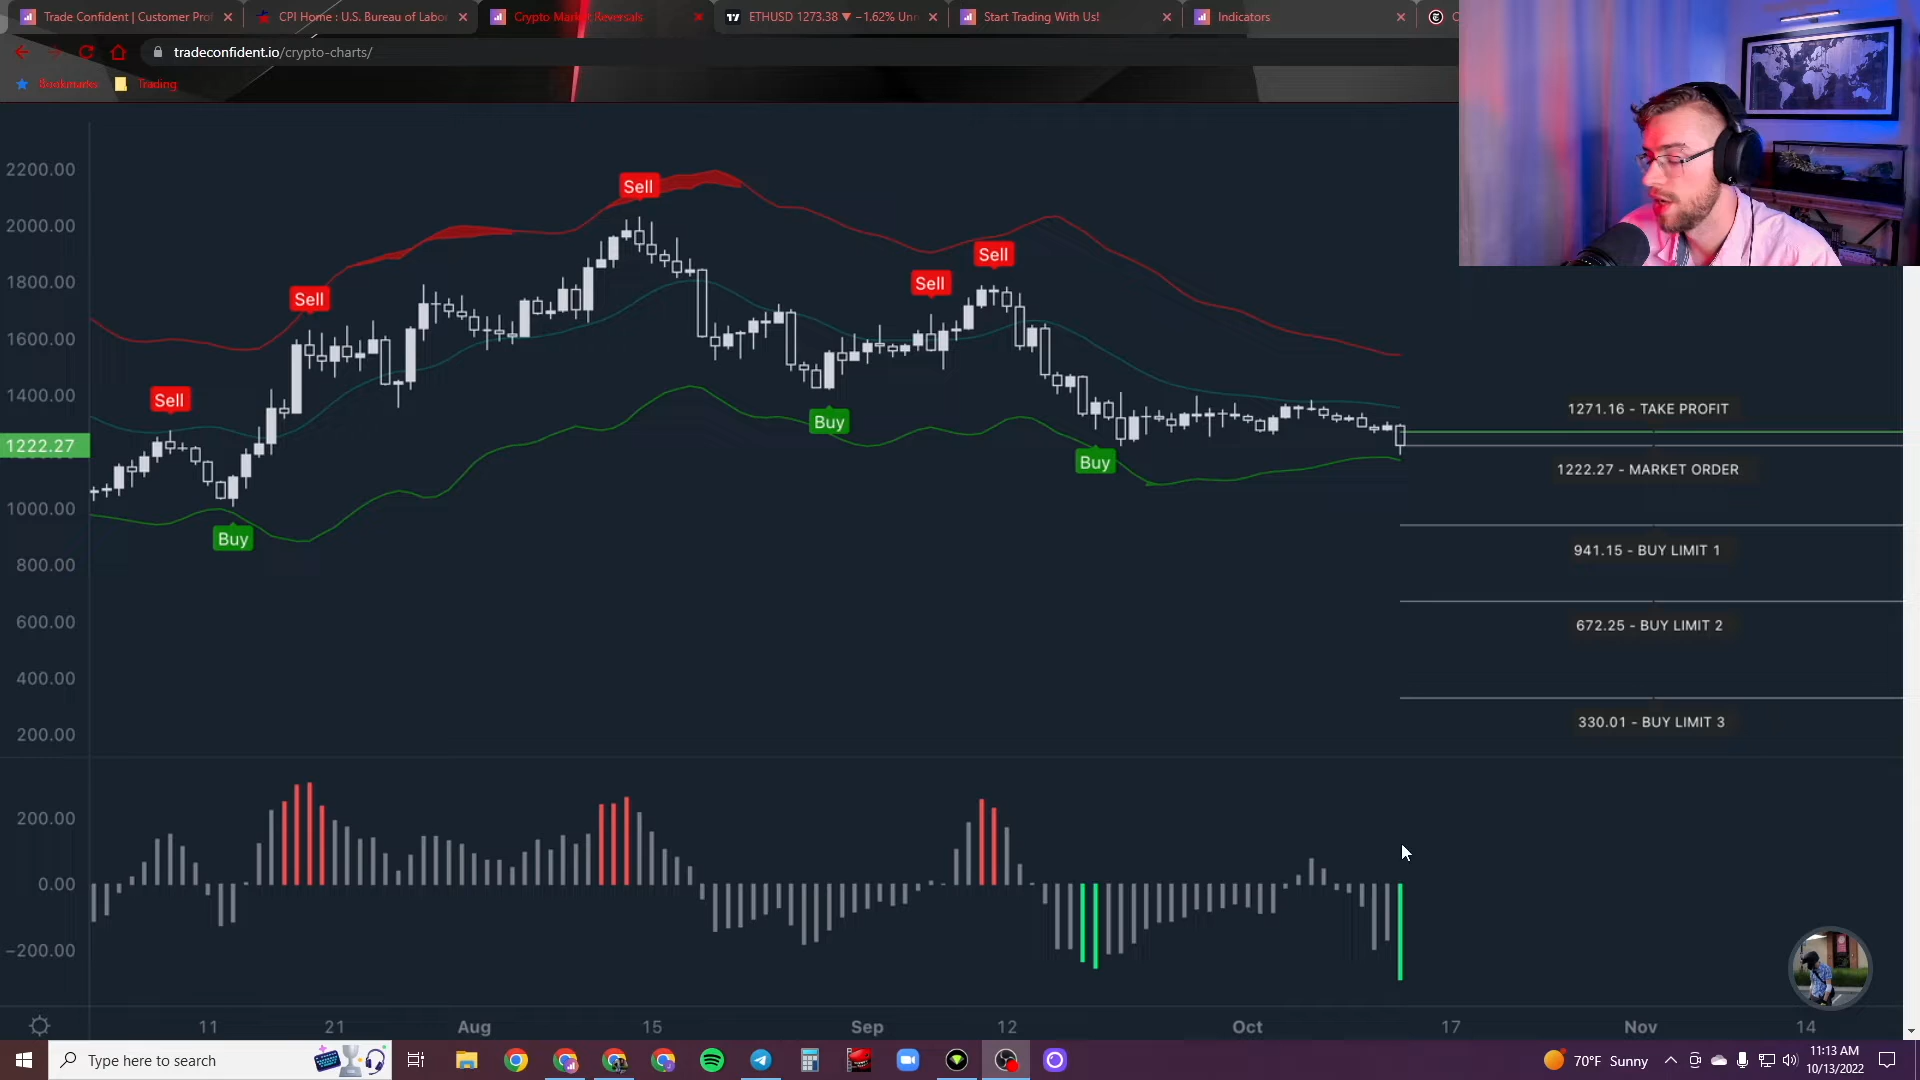 Trade Confident | Customer Prof
CPI Home : U.S. Bureau of Labo
Crypto Market Reversals
ETHUSD 1273.38 ▼ −1.62% Unn
Start Trading With Us!
Indicators
tradeconfident.io/crypto-charts/
Bookmarks
Trading
2200.00
2000.00
1800.00
1600.00
1400.00
1222.27
1000.00
800.00
600.00
400.00
200.00
Sell
Sell
Sell
Sell
Sell
Buy
Buy
Buy
1271.16 - TAKE PROFIT
1222.27 - MARKET ORDER
941.15 - BUY LIMIT 1
672.25 - BUY LIMIT 2
330.01 - BUY LIMIT 3
200.00
0.00
−200.00
11 21 Aug 15 Sep 12 Oct 17 Nov 14
Type here to search
70°F Sunny
11:13 AM
10/13/2022